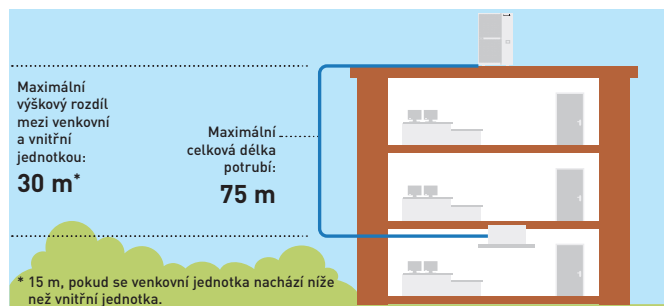 Maximální
výškový rozdíl
mezi venkovní
a vnitřní
jednotkou:
30 m*
Maximální
celková délka
potrubí:
75 m
* 15 m, pokud se venkovní jednotka nachází níže
než vnitřní jednotka.